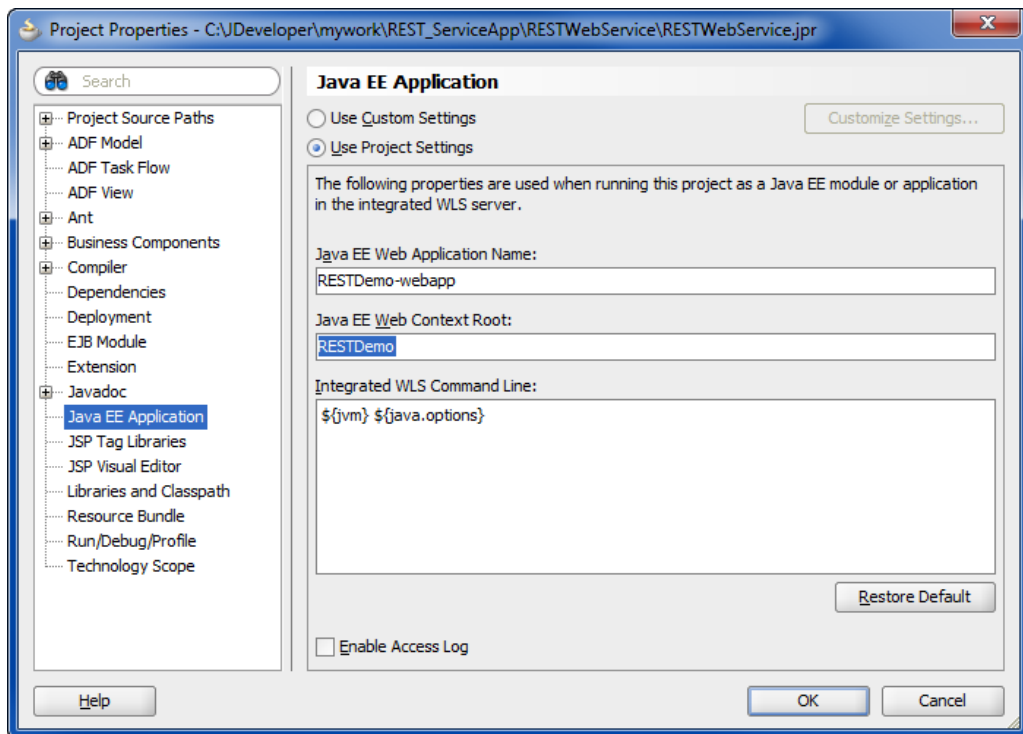 Project Properties - C:\JDeveloper\mywork\REST_ServiceApp\RESTWebService\RESTWebService.jpr
x
Search
Project Source Paths
ADF Model
ADF Task Flow
ADF View
Ant
Business Components
Compiler
Dependencies
Deployment
EJB Module
Extension
Javadoc
Java EE Application
JSP Tag Libraries
JSP Visual Editor
Libraries and Classpath
Resource Bundle
Run/Debug/Profile
Technology Scope
Java EE Application
Use Custom Settings
Customize Settings...
Use Project Settings
The following properties are used when running this project as a Java EE module or application
in the integrated WLS server.
Java EE Web Application Name:
RESTDemo-webapp
Java EE Web Context Root:
RESTDemo
Integrated WLS Command Line:
${jvm} ${java.options}
Restore Default
Enable Access Log
Help
OK
Cancel